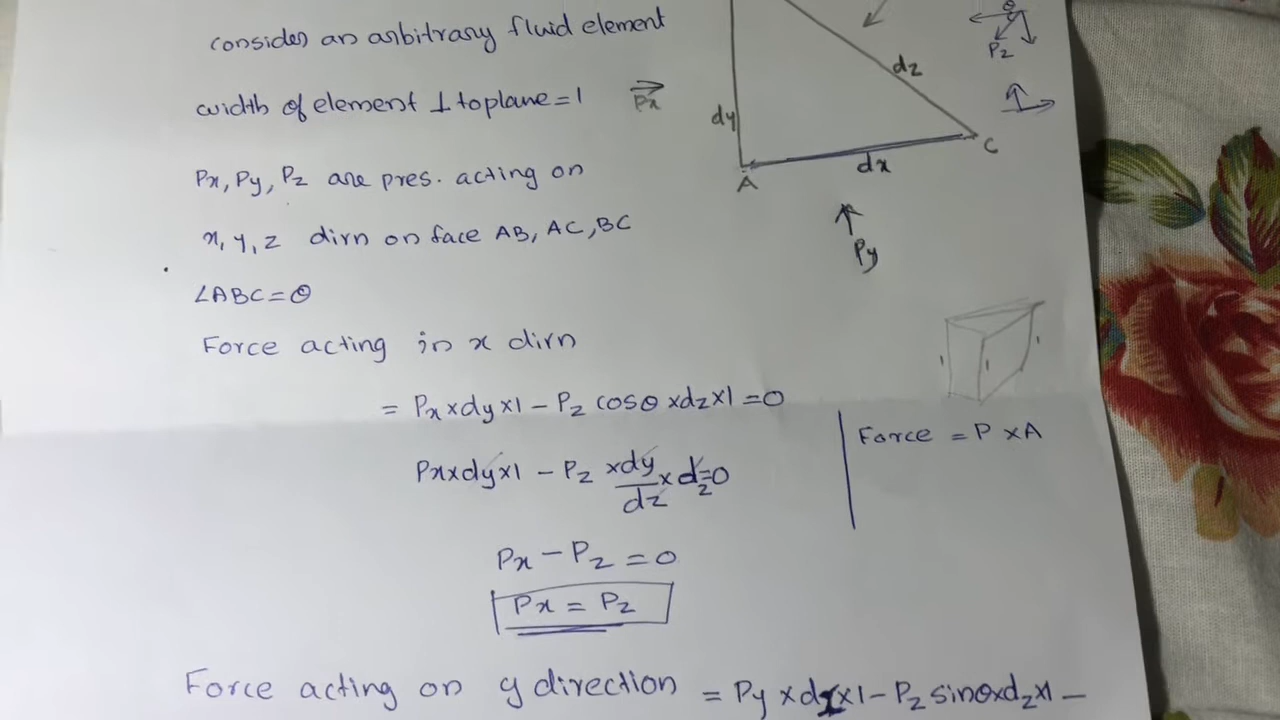 consider an arbitrary fluid element
width of element ⊥ to plane = 1
Px, Py, Pz are pres. acting on
x, y, z dirn on face AB, AC, BC
∠ABC = θ
Force acting in x dirn
= Px x dy x 1 - Pz cosθ x dz x 1 = 0
Px x dy x 1 - Pz x dy/dz x dz = 0
Px - Pz = 0
Px = Pz
Force acting on y direction = Py x dx x 1 - Pz sinθ x dz x 1 -
Px
dy
dz
A
dx
C
Py
θ
Pz
1
1
1
Force = P x A